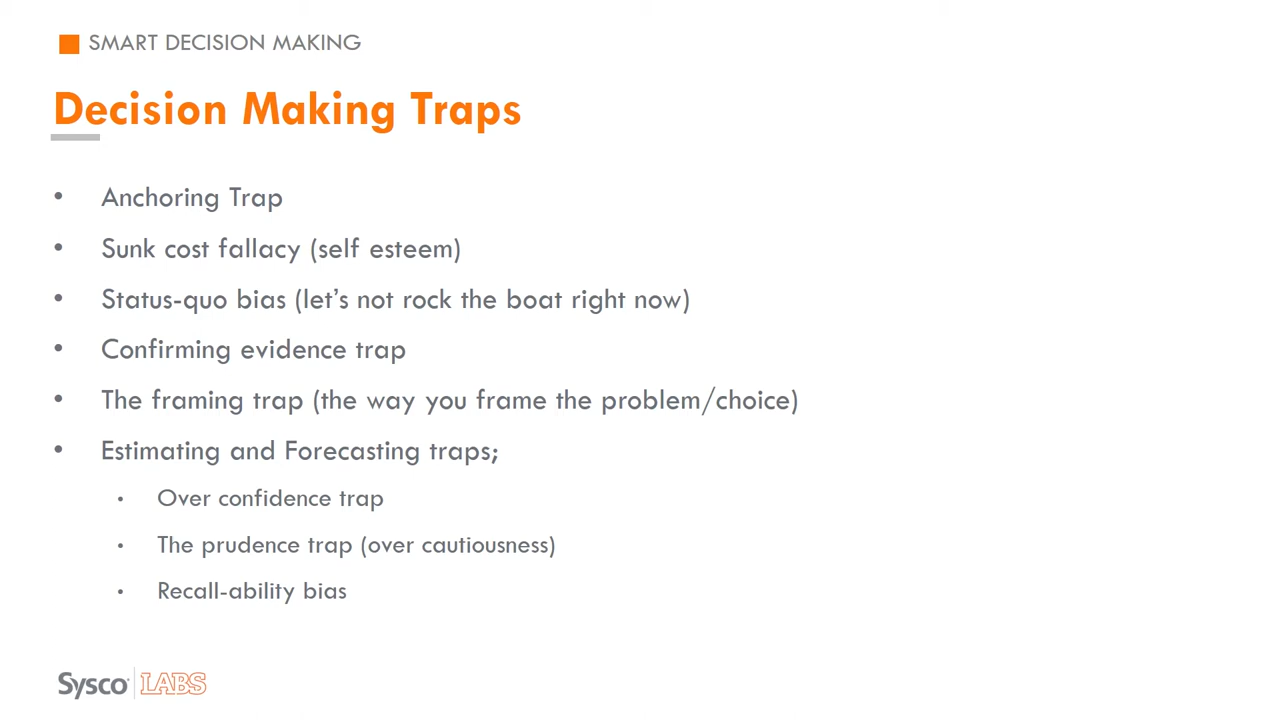 SMART DECISION MAKING
Decision Making Traps
• Anchoring Trap
• Sunk cost fallacy (self esteem)
• Status-quo bias (let's not rock the boat right now)
• Confirming evidence trap
• The framing trap (the way you frame the problem/choice)
• Estimating and Forecasting traps;
• Over confidence trap
• The prudence trap (over cautiousness)
• Recall-ability bias
Sysco LABS